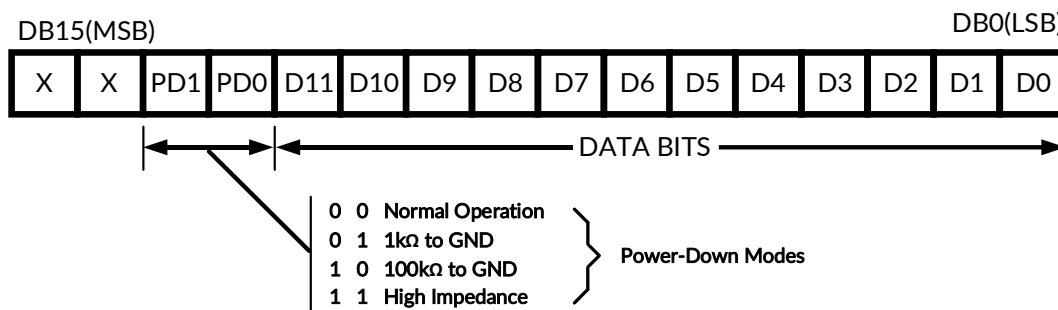 DB15(MSB) DB0(LSB)
X X PD1 PD0 D11 D10 D9 D8 D7 D6 D5 D4 D3 D2 D1 D0
DATA BITS
0 0 Normal Operation
0 1 1kΩ to GND
1 0 100kΩ to GND
1 1 High Impedance
Power-Down Modes